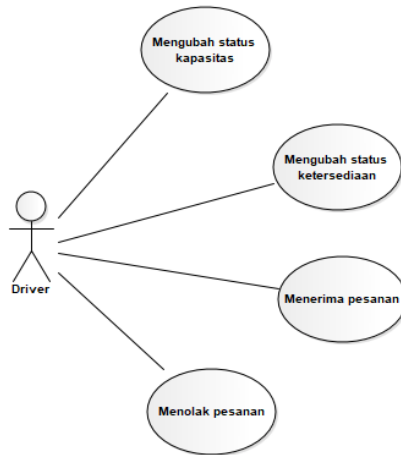 Mengubah status
kapasitas
Mengubah status
ketersediaan
Driver
Menerima pesanan
Menolak pesanan